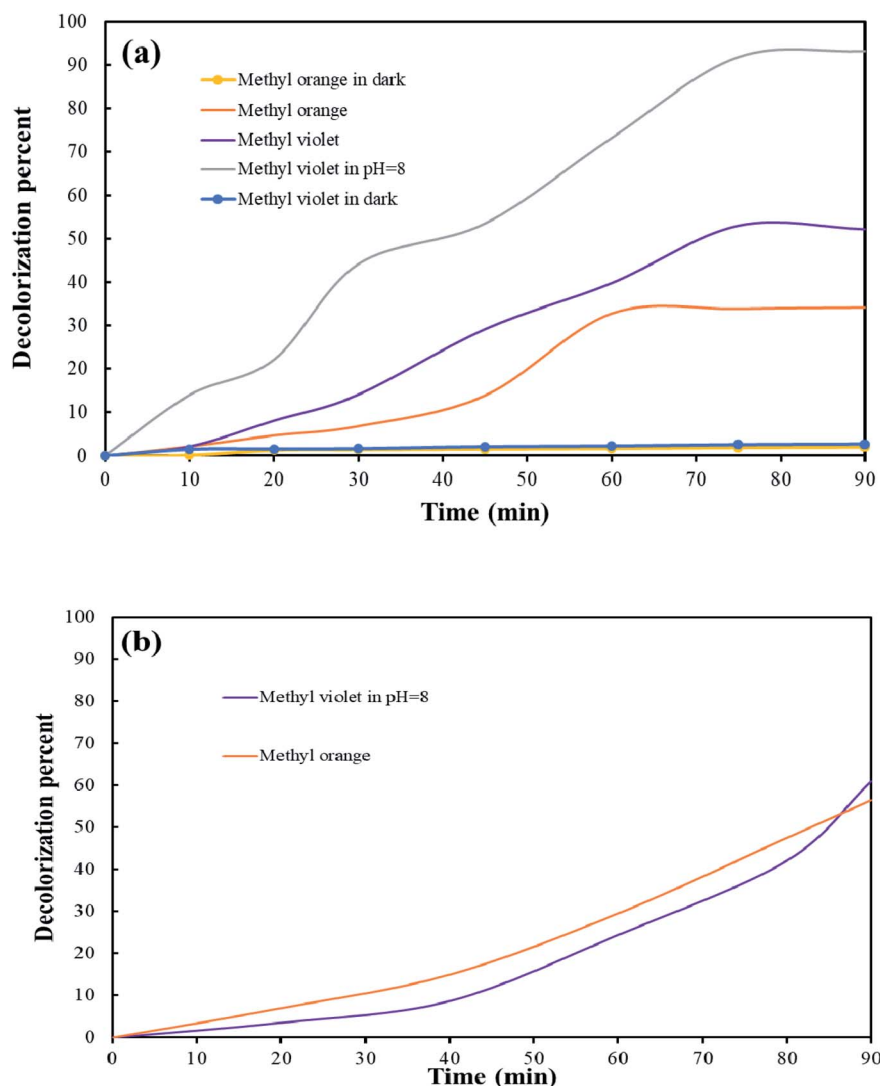 100
90
80
70
60
50
40
30
20
10
0
Decolorization percent
(a)
Methyl orange in dark
Methyl orange
Methyl violet
Methyl violet in pH=8
Methyl violet in dark
0 10 20 30 40 50 60 70 80 90
Time (min)
100
90
80
70
60
50
40
30
20
10
0
Decolorization percent
(b)
Methyl violet in pH=8
Methyl orange
0 10 20 30 40 50 60 70 80 90
Time (min)